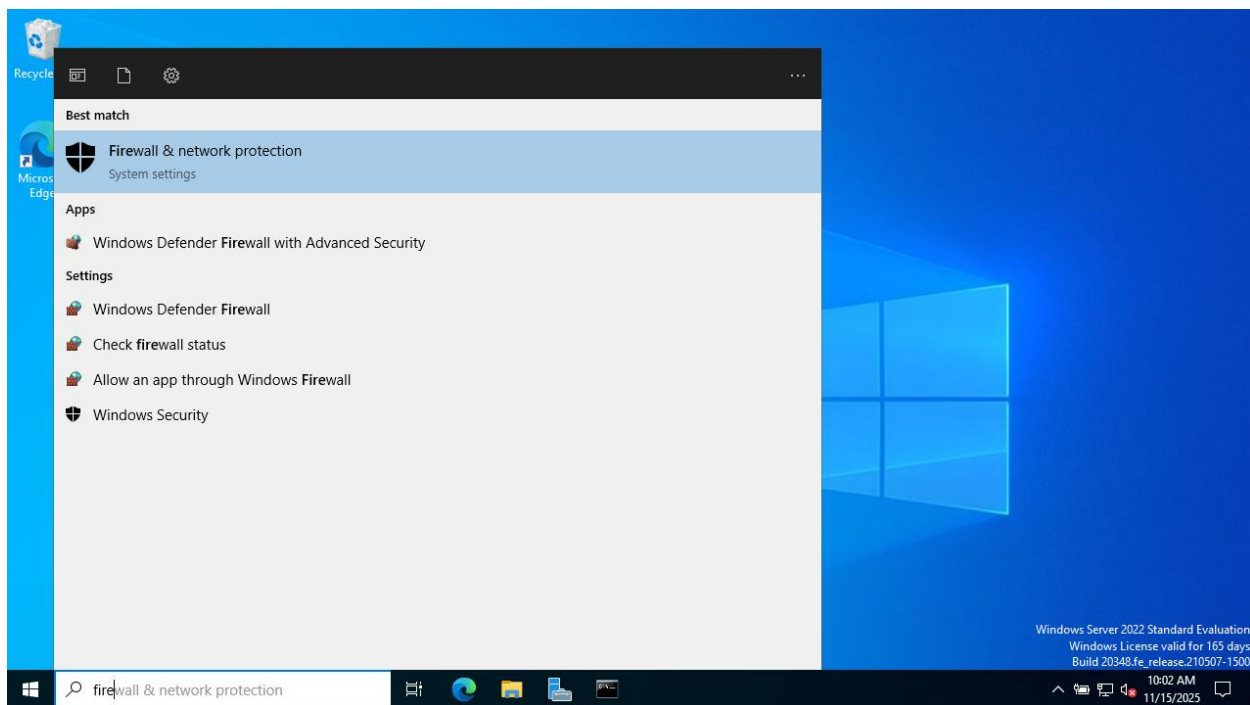 Recycle
Micros
Edge
Best match
Firewall & network protection
System settings
Apps
Windows Defender Firewall with Advanced Security
Settings
Windows Defender Firewall
Check firewall status
Allow an app through Windows Firewall
Windows Security
Windows Server 2022 Standard Evaluation
Windows License valid for 165 days
Build 20348.fe_release.210507-1500
firewall & network protection
10:02 AM
11/15/2025